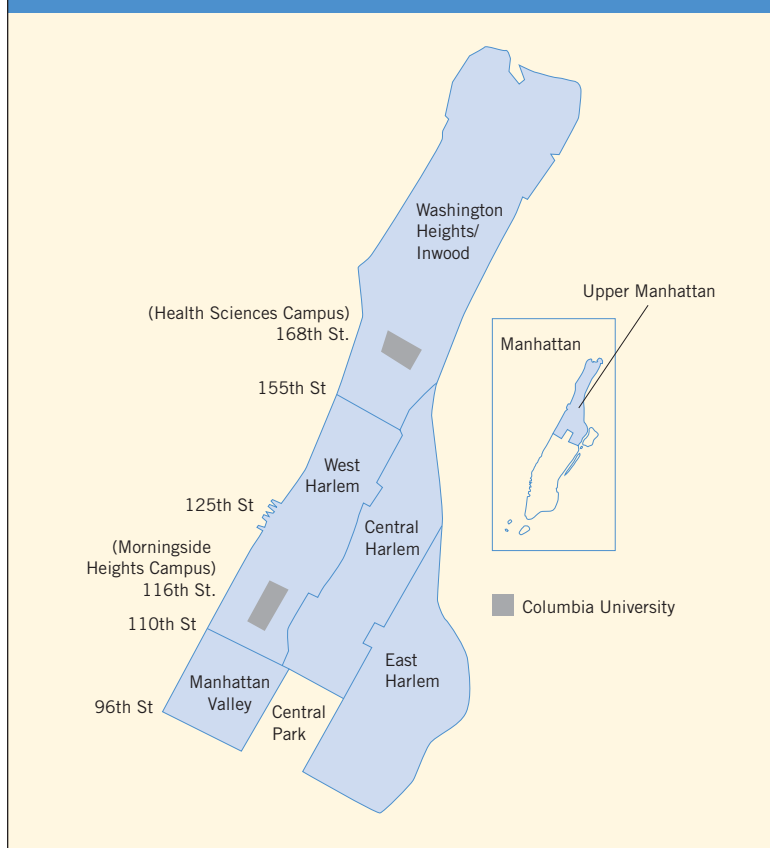 Washington
Heights/
Inwood
Upper Manhattan
(Health Sciences Campus)
168th St.
Manhattan
155th St
West
Harlem
125th St
Central
Harlem
(Morningside
Heights Campus)
116th St.
Columbia University
110th St
East
Harlem
Manhattan
Valley
96th St
Central
Park